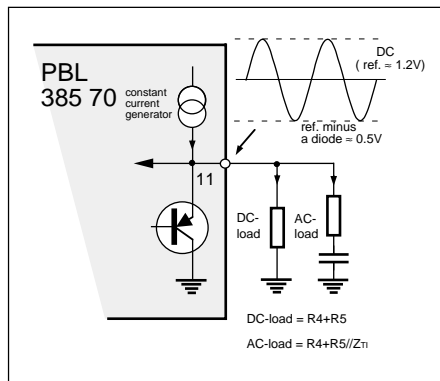 PBL
385 70
constant
current
generator
DC
( ref. ≈ 1.2V)
ref. minus
a diode ≈ 0.5V
11
DC-
load
AC-
load
DC-load = R4+R5
AC-load = R4+R5//ZTI